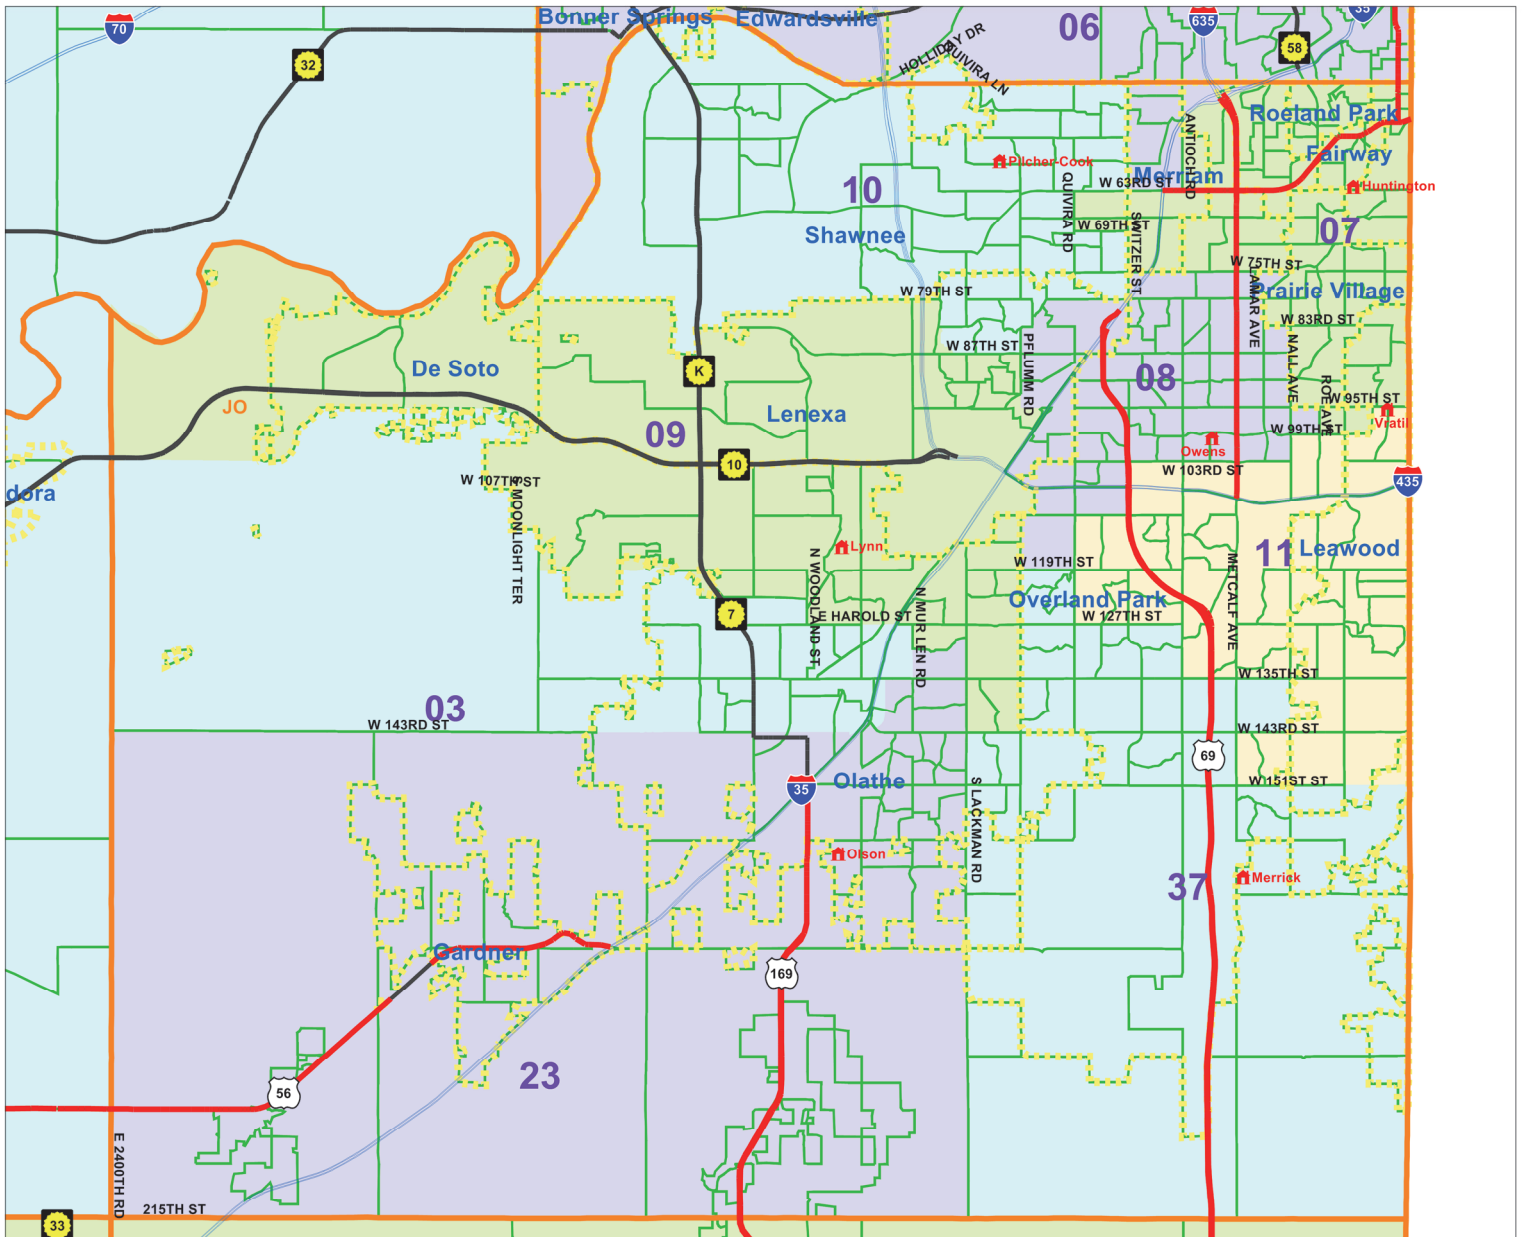 Bonner Springs
Edwardsville
06
35
635
70
32
58
HOLLIDAY DR
QUIVIRA LN
Roeland Park
ANTIOCH RD
Fairway
Pilcher-Cook
Merriam
W 63RD ST
Huntington
10
QUIVIRA RD
SWITZER ST
W 69TH ST
07
Shawnee
W 75TH ST
LAMAR AVE
Prairie Village
W 79TH ST
W 83RD ST
W 87TH ST
PFLUMM RD
NALL AVE
De Soto
K
08
ROE AVE
W 95TH ST
JO
Lenexa
Vratil
09
W 99TH ST
Owens
10
W 103RD ST
W 107TH ST
435
dora
MOONLIGHT TER
Lynn
N WOODLAND ST
11
Leawood
W 119TH ST
METCALF AVE
Overland Park
7
E HAROLD ST
N MUR LEN RD
W 127TH ST
W 135TH ST
03
W 143RD ST
W 143RD ST
69
Olathe
35
W 151ST ST
S LACKMAN RD
Olson
37
Merrick
Gardner
169
23
56
E 2400TH RD
215TH ST
33